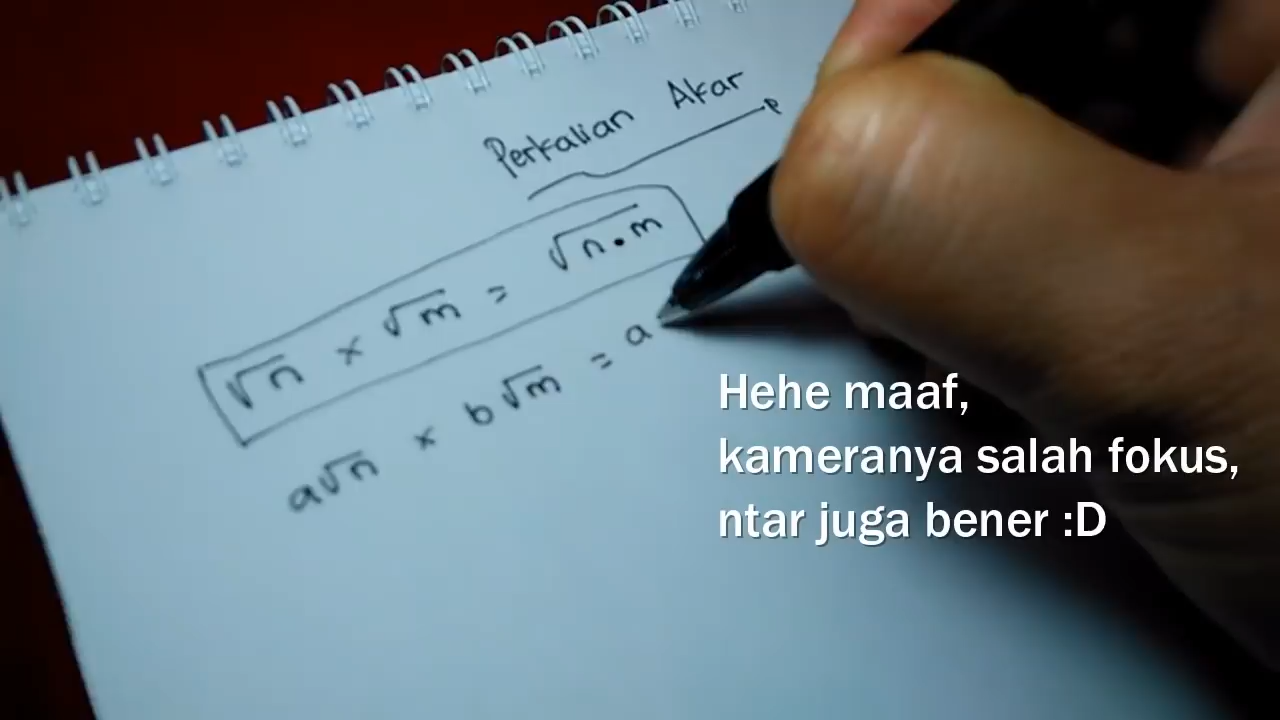 Perkalian Akar
√n × √m = √n.m
a√n × b√m = a
Hehe maaf,
kameranya salah fokus,
ntar juga bener :D